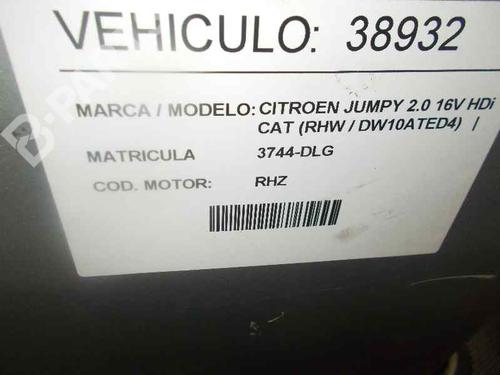 VEHICULO: 38932
MARCA / MODELO: CITROEN JUMPY 2.0 16V HDi
CAT (RHW / DW10ATED4) |
MATRICULA 3744-DLG
COD. MOTOR: RHZ
B-PARTS